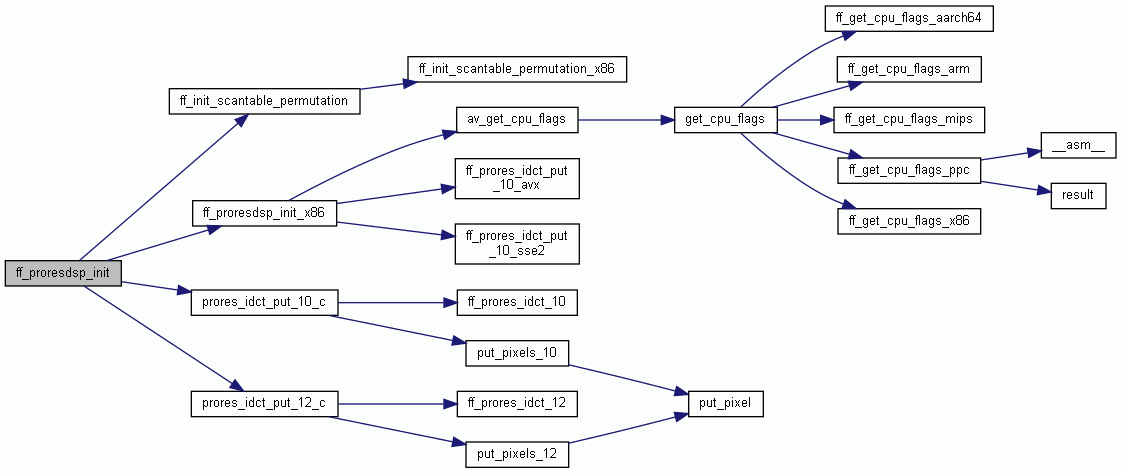 ff_get_cpu_flags_aarch64
ff_init_scantable_permutation_x86
ff_get_cpu_flags_arm
ff_init_scantable_permutation
av_get_cpu_flags
get_cpu_flags
ff_get_cpu_flags_mips
__asm__
ff_prores_idct_put
_10_avx
ff_get_cpu_flags_ppc
result
ff_proresdsp_init_x86
ff_get_cpu_flags_x86
ff_prores_idct_put
_10_sse2
ff_proresdsp_init
prores_idct_put_10_c
ff_prores_idct_10
put_pixels_10
prores_idct_put_12_c
ff_prores_idct_12
put_pixel
put_pixels_12